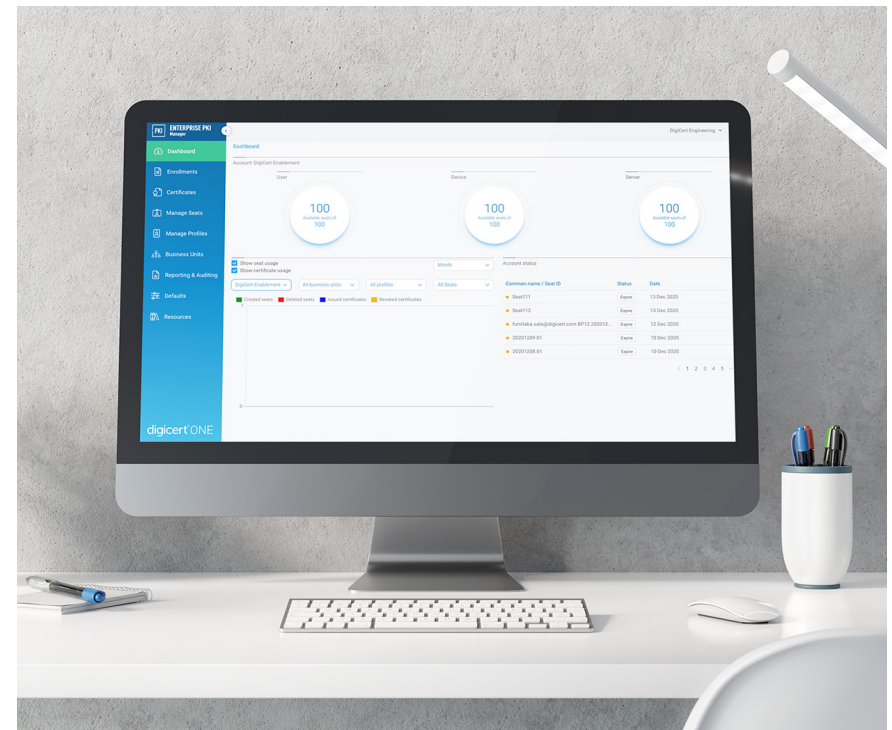 PKI ENTERPRISE PKI
Manager
DigiCert Engineering
Dashboard
Enrollments
Certificates
Manage Seats
Manage Profiles
Business Units
Reporting & Auditing
Defaults
Resources
digicert ONE
Dashboard
Account: DigiCert Enablement
User
Device
Server
100
Available seats of
100
100
Available seats of
100
100
Available seats of
100
Show seat usage
Show certificate usage
Month
DigiCert Enablement
All business units
All profiles
All Seats
Created seats
Deleted seats
Issued certificates
Revoked certificates
1
0
Account status
Common name / Seat ID Status Date
Seat111 Expire 13 Dec 2020
Seat112 Expire 13 Dec 2020
Expire 12 Dec 2020
20201209 01 Expire 10 Dec 2020
20201208 01 Expire 10 Dec 2020
1 2 3 4 5